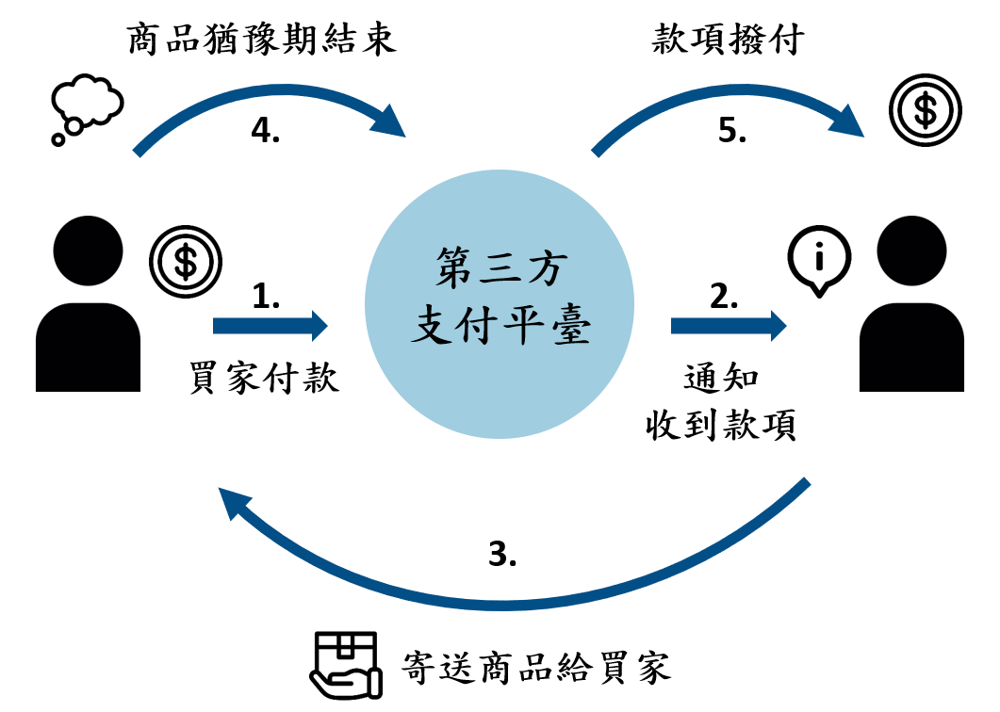 商品猶豫期結束
款項撥付
4.
5.
$
第三方
支付平臺
$
i
1.
2.
買家付款
通知
收到款項
3.
寄送商品給買家